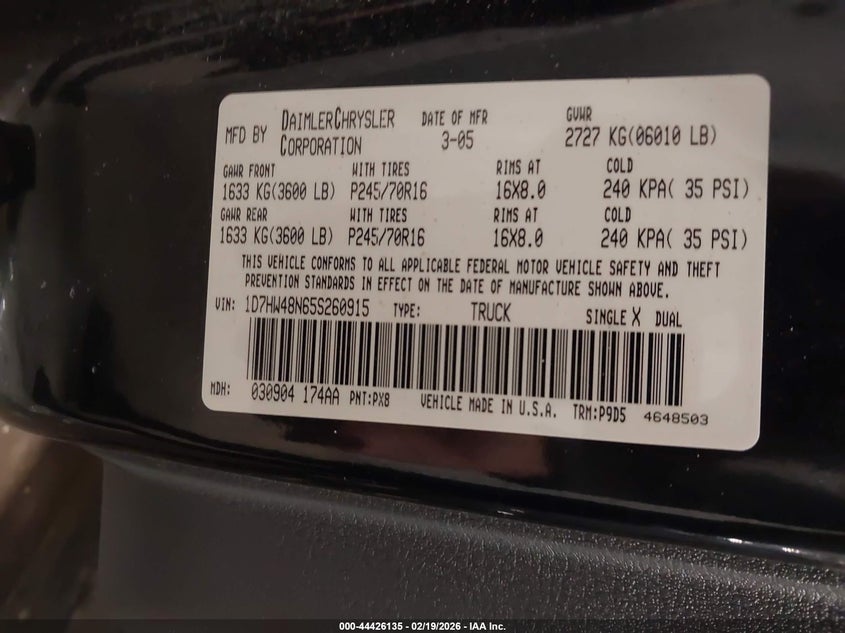 MFD BY DAIMLERCHRYSLER CORPORATION DATE OF MFR 3-05 GVWR 2727 KG(06010 LB)
GAWR FRONT WITH TIRES RIMS AT COLD
1633 KG(3600 LB) P245/70R16 16X8.0 240 KPA( 35 PSI)
GAWR REAR WITH TIRES RIMS AT COLD
1633 KG(3600 LB) P245/70R16 16X8.0 240 KPA( 35 PSI)
THIS VEHICLE CONFORMS TO ALL APPLICABLE FEDERAL MOTOR VEHICLE SAFETY AND THEFT
PREVENTION STANDARDS IN EFFECT ON THE DATE OF MANUFACTURE SHOWN ABOVE.
VIN: 1D7HW48N65S260915 TYPE: TRUCK SINGLE X DUAL
MDH: 030904 174AA PNT:PX8 VEHICLE MADE IN U.S.A. TRM:P9D5 4648503
000-44426135 - 02/19/2026 - IAA Inc.